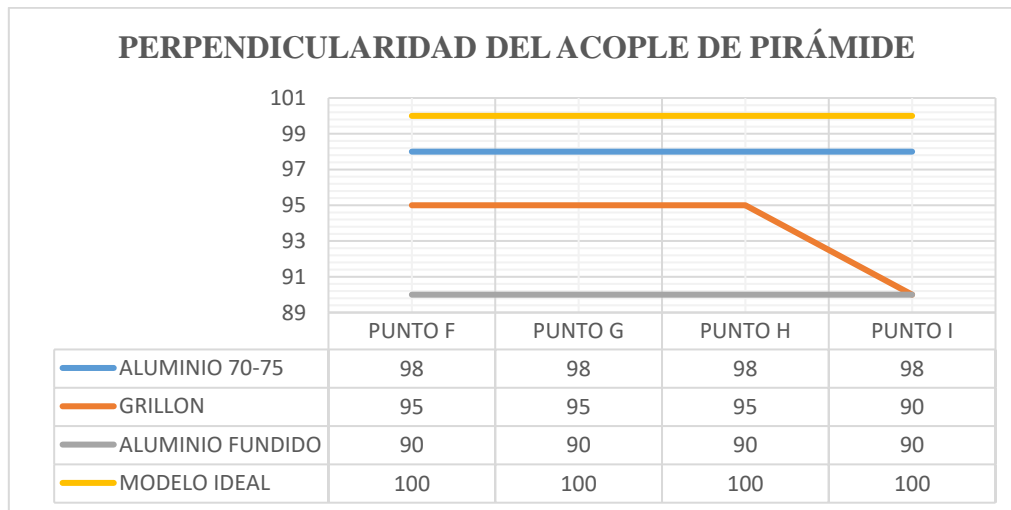 PERPENDICULARIDAD DEL ACOPLE DE PIRÁMIDE
101
99
97
95
93
91
89
PUNTO F PUNTO G PUNTO H PUNTO I
ALUMINIO 70-75 98 98 98 98
GRILLON 95 95 95 90
ALUMINIO FUNDIDO 90 90 90 90
MODELO IDEAL 100 100 100 100